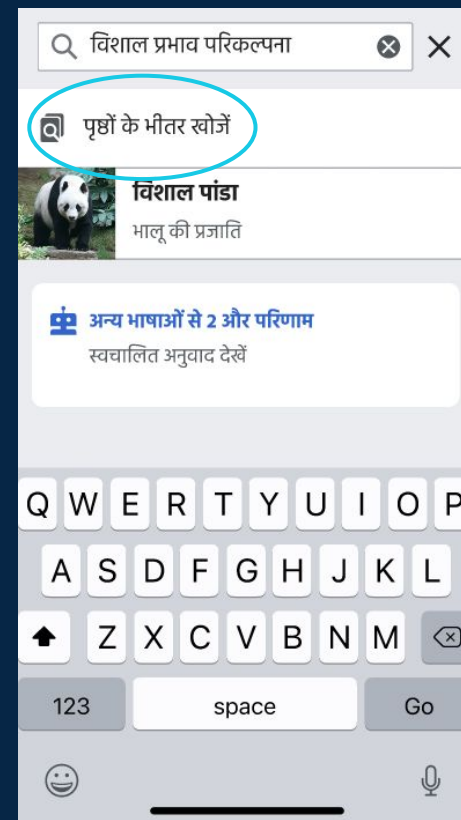 विशाल प्रभाव परिकल्पना
पृष्ठों के भीतर खोजें
विशाल पांडा
भालू की प्रजाति
अन्य भाषाओं से 2 और परिणाम
स्वचालित अनुवाद देखें
Q W E R T Y U I O P
A S D F G H J K L
Z X C V B N M
123 space Go